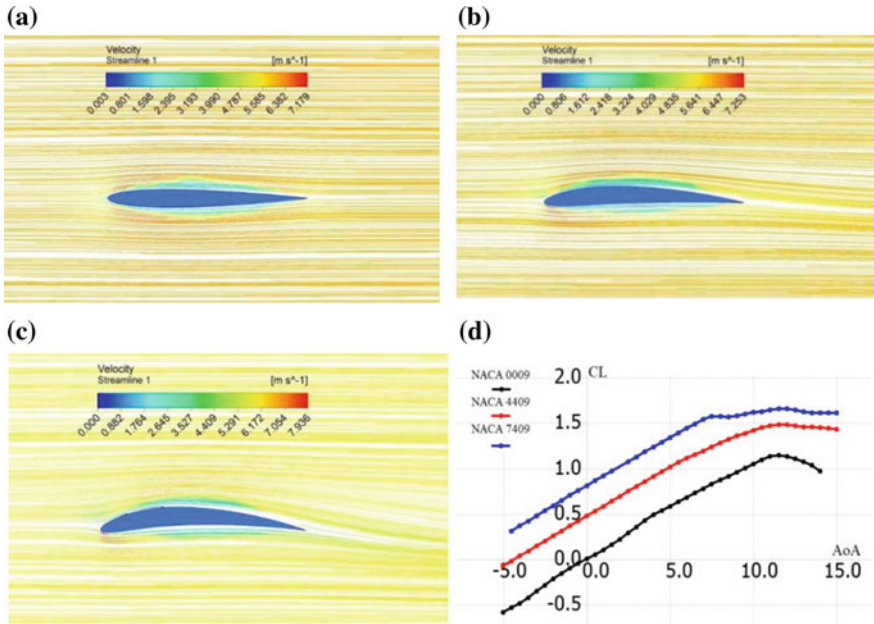 (a)
Velocity
Streamline 1
[m s^-1]
0.003 0.801 1.598 2.395 3.193 3.990 4.787 5.585 6.382 7.179
(b)
Velocity
Streamline 1
[m s^-1]
0.000 0.806 1.612 2.418 3.224 4.029 4.835 5.641 6.447 7.253
(c)
Velocity
Streamline 1
[m s^-1]
0.000 0.882 1.764 2.645 3.527 4.409 5.291 6.172 7.054 7.936
(d)
NACA 0009
NACA 4409
NACA 7409
2.0 CL
1.5
1.0
0.5
0.0
AoA
-5.0 0.0 5.0 10.0 15.0
-0.5